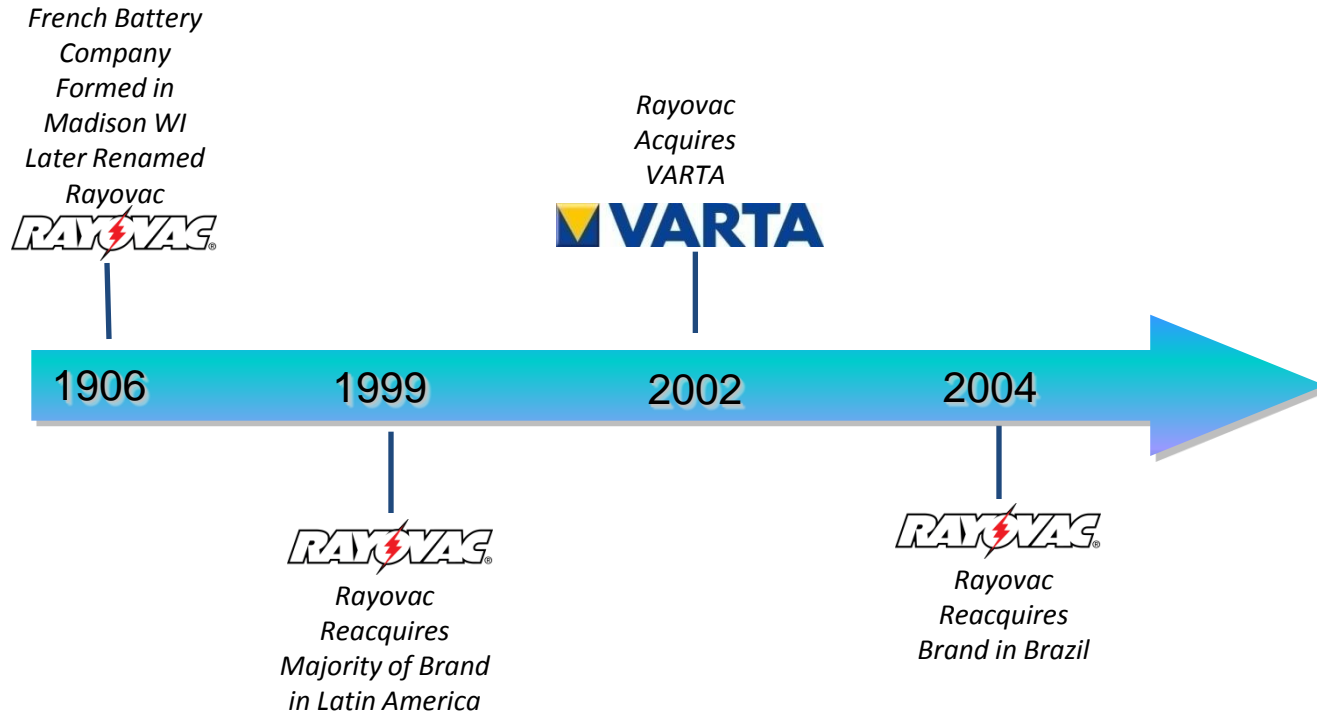 French Battery
Company
Formed in
Madison WI
Later Renamed
Rayovac
RAYOVAC®
Rayovac
Acquires
VARTA
VARTA
1906
1999
2002
2004
RAYOVAC®
Rayovac
Reacquires
Majority of Brand
in Latin America
RAYOVAC®
Rayovac
Reacquires
Brand in Brazil